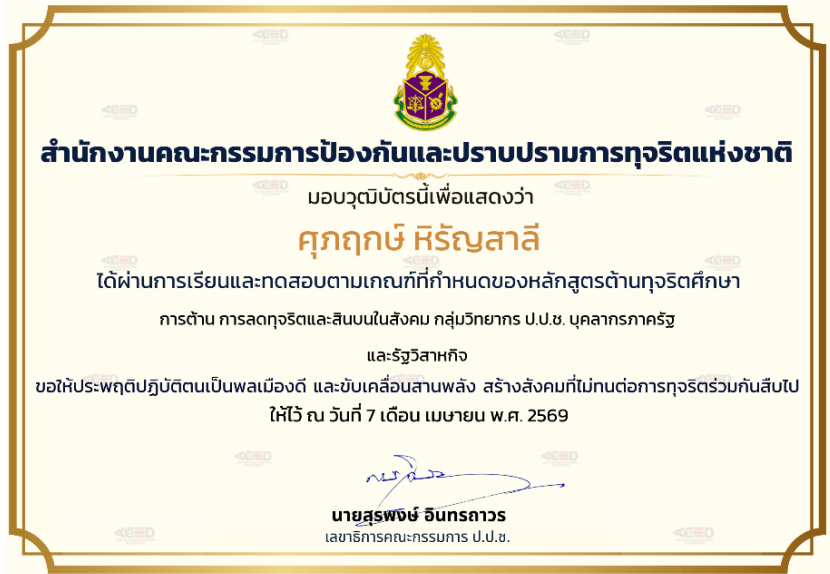 สำนักงานคณะกรรมการป้องกันและปราบปรามการทุจริตแห่งชาติ
มอบวุฒิบัตรนี้เพื่อแสดงว่า
ศุภฤกษ์ หิรัญสาลี
ได้ผ่านการเรียนและทดสอบตามเกณฑ์ที่กำหนดของหลักสูตรต้านทุจริตศึกษา
การต้าน การลดทุจริตและสินบนในสังคม กลุ่มวิทยากร ป.ป.ช. บุคลากรภาครัฐ
และรัฐวิสาหกิจ
ขอให้ประพฤติปฏิบัติตนเป็นพลเมืองดี และขับเคลื่อนสานพลัง สร้างสังคมที่ไม่ทนต่อการทุจริตร่วมกันสืบไป
ให้ไว้ ณ วันที่ 7 เดือน เมษายน พ.ศ. 2569
นายสุรพงษ์ อินทรถาวร
เลขาธิการคณะกรรมการ ป.ป.ช.